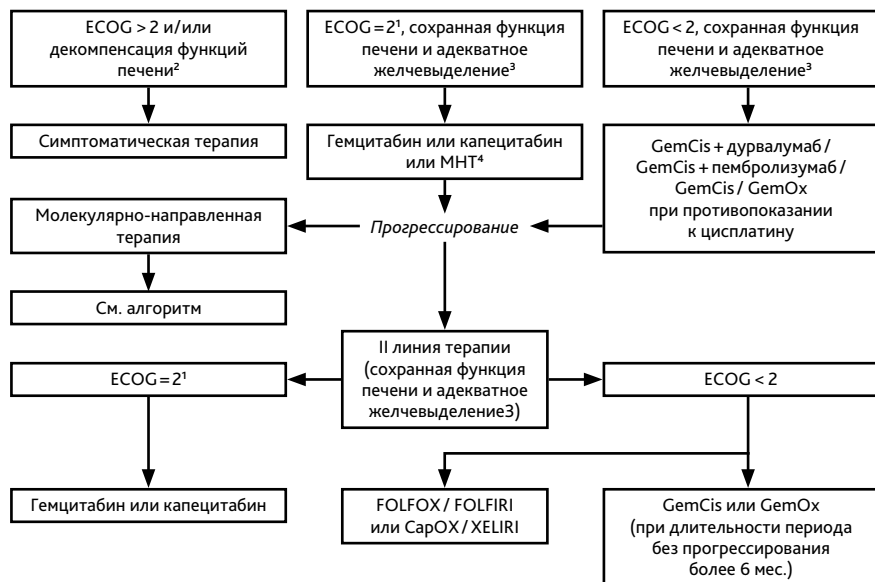 ECOG > 2 и/или
декомпенсация функций
печени²
ECOG = 2¹, сохранная функция
печени и адекватное
желчевыделение³
ECOG < 2, сохранная функция
печени и адекватное
желчевыделение³
Симптоматическая терапия
Гемцитабин или капецитабин
или МНТ⁴
GemCis + дурвалумаб /
GemCis + пембролизумаб /
GemCis / GemOx
при противопоказании
к цисплатину
Молекулярно-направленная
терапия
Прогрессирование
См. алгоритм
II линия терапии
(сохранная функция
печени и адекватное
желчевыделение3)
ECOG = 2¹
ECOG < 2
Гемцитабин или капецитабин
FOLFOX / FOLFIRI
или CapOX / XELIRI
GemCis или GemOx
(при длительности периода
без прогрессирования
более 6 мес.)